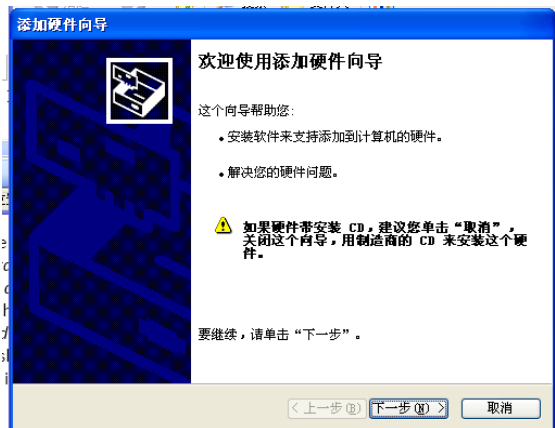 添加硬件向导
欢迎使用添加硬件向导
这个向导帮助您:
•安装软件来支持添加到计算机的硬件。
•解决您的硬件问题。
如果硬件带安装 CD，建议您单击“取消”，
关闭这个向导，用制造商的 CD 来安装这个硬
件。
要继续，请单击“下一步”。
<上一步(B) 下一步(N)> 取消